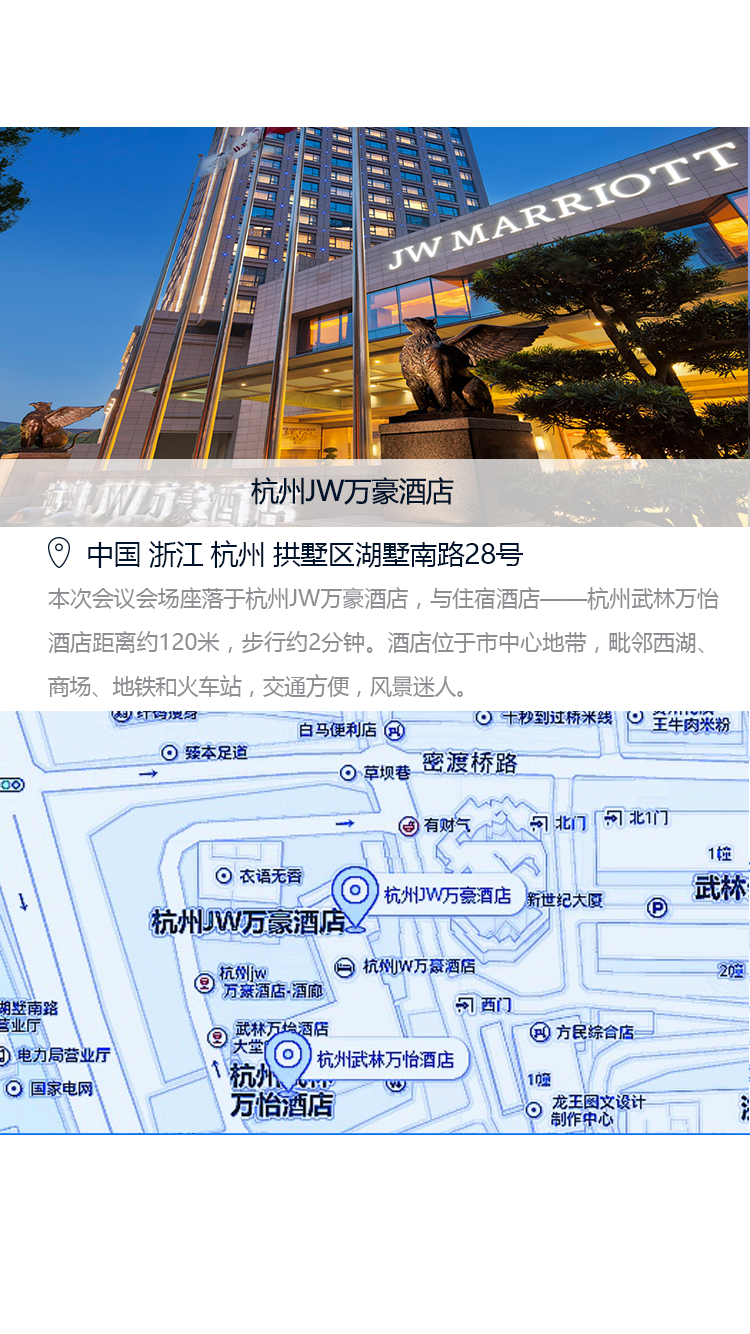 JW MARRIOTT
杭州JW万豪酒店
中国 浙江 杭州 拱墅区湖墅南路28号
本次会议会场座落于杭州JW万豪酒店，与住宿酒店——杭州武林万怡
酒店距离约120米，步行约2分钟。酒店位于市中心地带，毗邻西湖、
商场、地铁和火车站，交通方便，风景迷人。
白马便利店
千秒到过桥米线
王牛肉米粉
臻本足道
草坝巷
密渡桥路
有财气
北门
北1门
1幢
衣语无吝
杭州JW万豪酒店
新世纪大厦
P
武林
杭州JW万豪酒店
杭州jw
万豪酒店·酒廊
杭州JW万豪酒店
2幢
湖墅南路
营业厅
西门
武林万怡酒店
大堂
方民综合店
电力局营业厅
杭州武林万怡酒店
国家电网
杭州武林
万怡酒店
1幢
龙王图文设计
制作中心